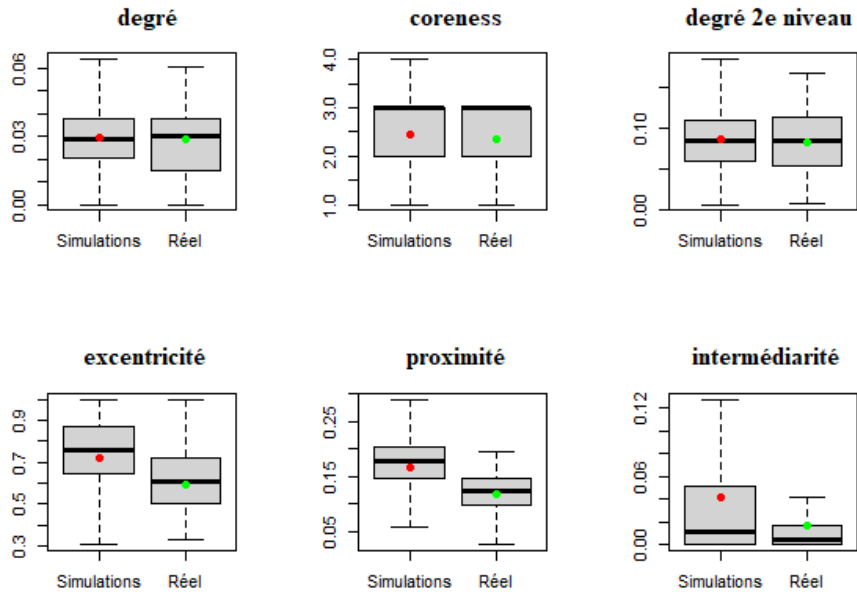 degré
coreness
degré 2e niveau
0.06
0.03
0.00
Simulations Réel
4.0
3.0
2.0
1.0
Simulations Réel
0.10
0.00
Simulations Réel
excentricité
proximité
intermédiarité
0.9
0.7
0.5
0.3
Simulations Réel
0.25
0.15
0.05
Simulations Réel
0.12
0.06
0.00
Simulations Réel